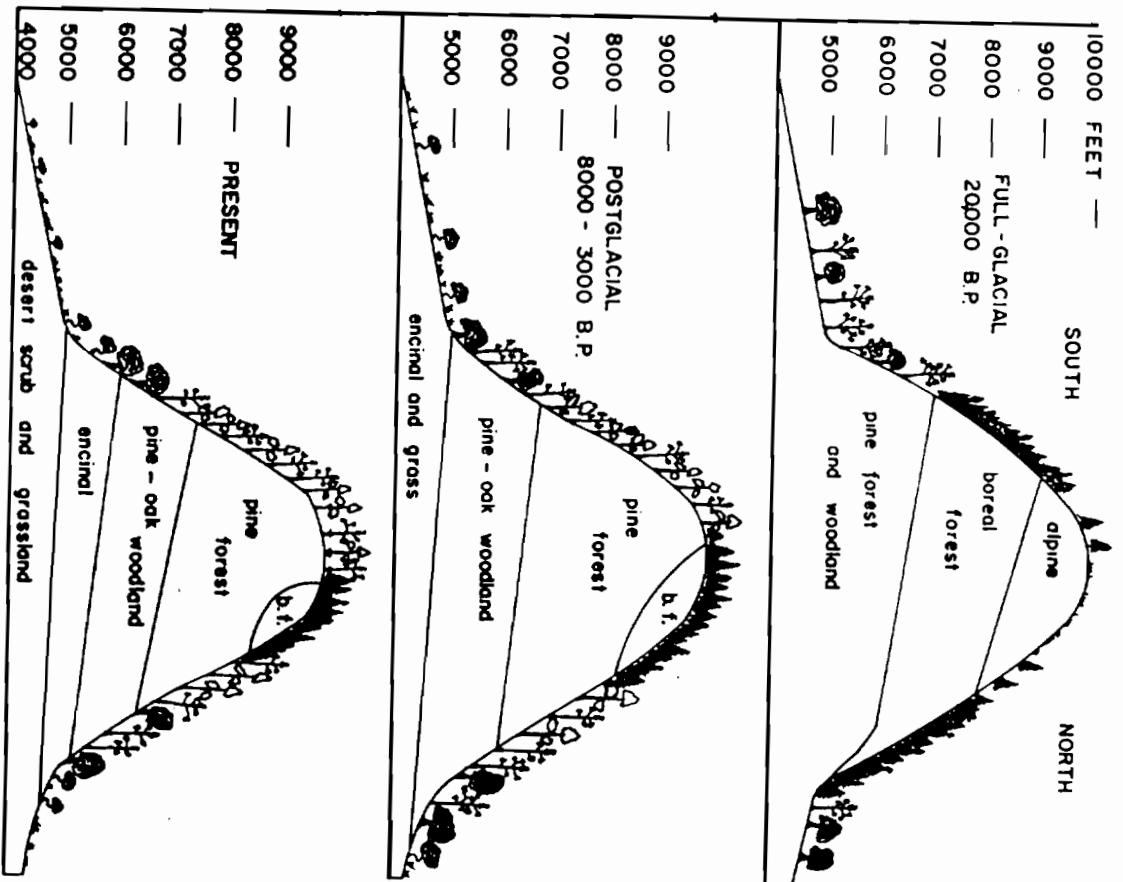 10000 FEET
9000
8000
7000
6000
5000
SOUTH
NORTH
FULL-GLACIAL
20,000 B.P.
alpine
boreal
forest
pine forest
and woodland
9000
8000
7000
6000
5000
POSTGLACIAL
8000 - 3000 B.P.
b.f.
pine
forest
pine-oak woodland
encinal and grass
9000
8000
7000
6000
5000
4000
PRESENT
b.f.
pine
forest
pine-oak woodland
encinal
desert scrub and grassland